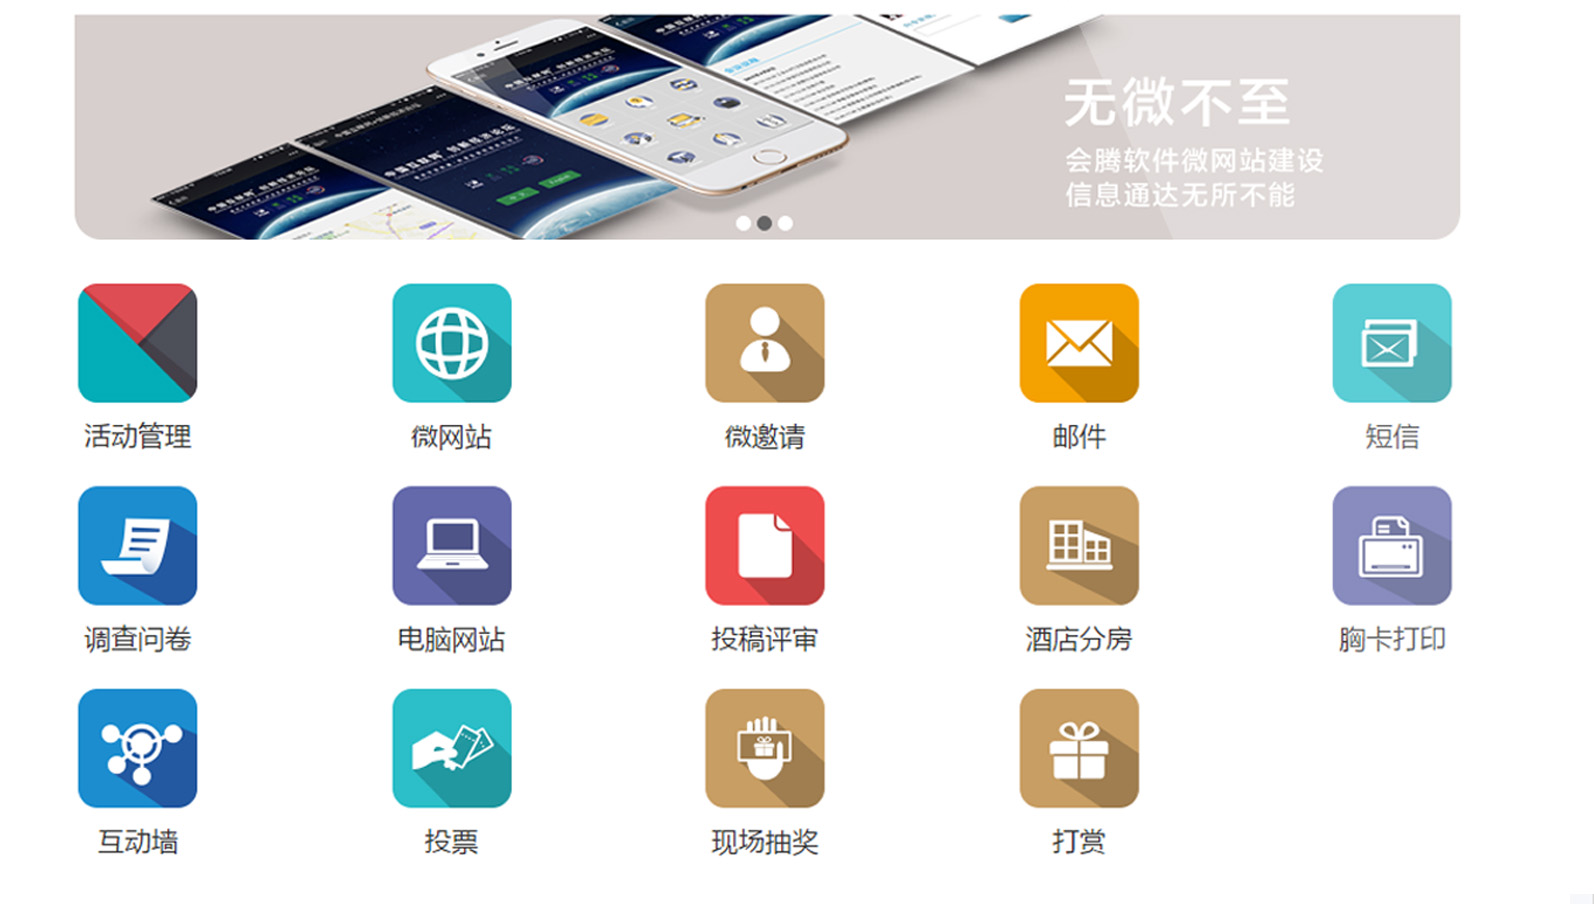 无微不至
会腾软件微网站建设
信息通达无所不能
活动管理
微网站
微邀请
邮件
短信
调查问卷
电脑网站
投稿评审
酒店分房
胸卡打印
互动墙
投票
现场抽奖
打赏